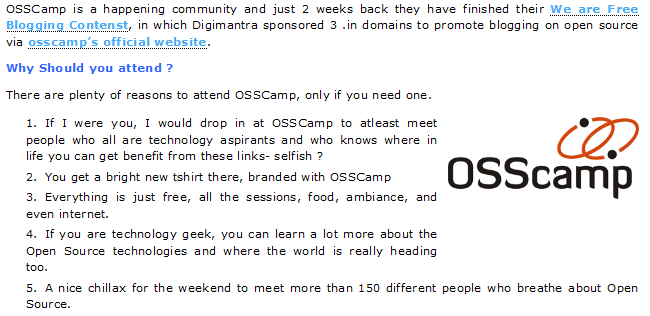 OSSCamp is a happening community and just 2 weeks back they have finished their We are Free
Blogging Contenst, in which Digimantra sponsored 3 .in domains to promote blogging on open source
via osscamp's official website.
Why Should you attend ?
There are plenty of reasons to attend OSSCamp, only if you need one.
1. If I were you, I would drop in at OSSCamp to atleast meet
people who all are technology aspirants and who knows where in
life you can get benefit from these links- selfish ?
2. You get a bright new tshirt there, branded with OSSCamp
3. Everything is just free, all the sessions, food, ambiance, and
even internet.
4. If you are technology geek, you can learn a lot more about the
Open Source technologies and where the world is really heading
too.
5. A nice chillax for the weekend to meet more than 150 different people who breathe about Open
Source.
OSScamp